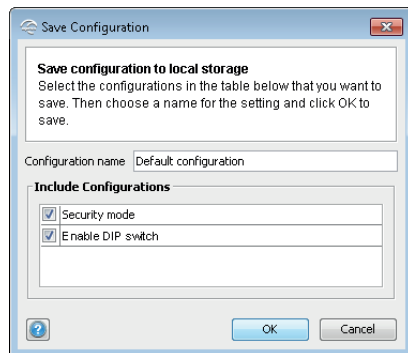 Save Configuration
Save configuration to local storage
Select the configurations in the table below that you want to
save. Then choose a name for the setting and click OK to
save.
Configuration name Default configuration
Include Configurations
Security mode
Enable DIP switch
?
OK Cancel